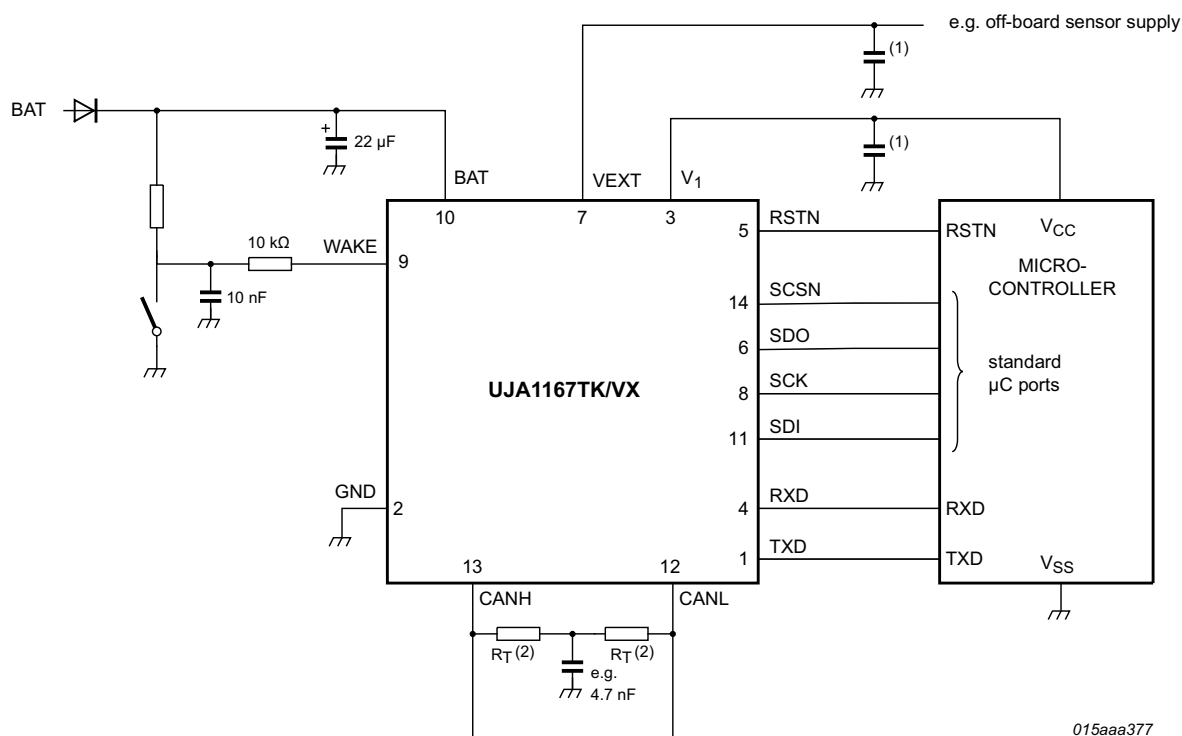 e.g. off-board sensor supply
(1)
BAT
+
22 µF
(1)
BAT
VEXT
V1
10
7
3
RSTN
5
RSTN
VCC
10 kΩ
WAKE
9
MICRO-
CONTROLLER
10 nF
SCSN
14
SDO
6
standard
µC ports
SCK
8
UJA1167TK/VX
SDI
11
GND
2
RXD
4
RXD
TXD
1
TXD
VSS
13
12
CANH
CANL
RT(2)
RT(2)
e.g.
4.7 nF
015aaa377